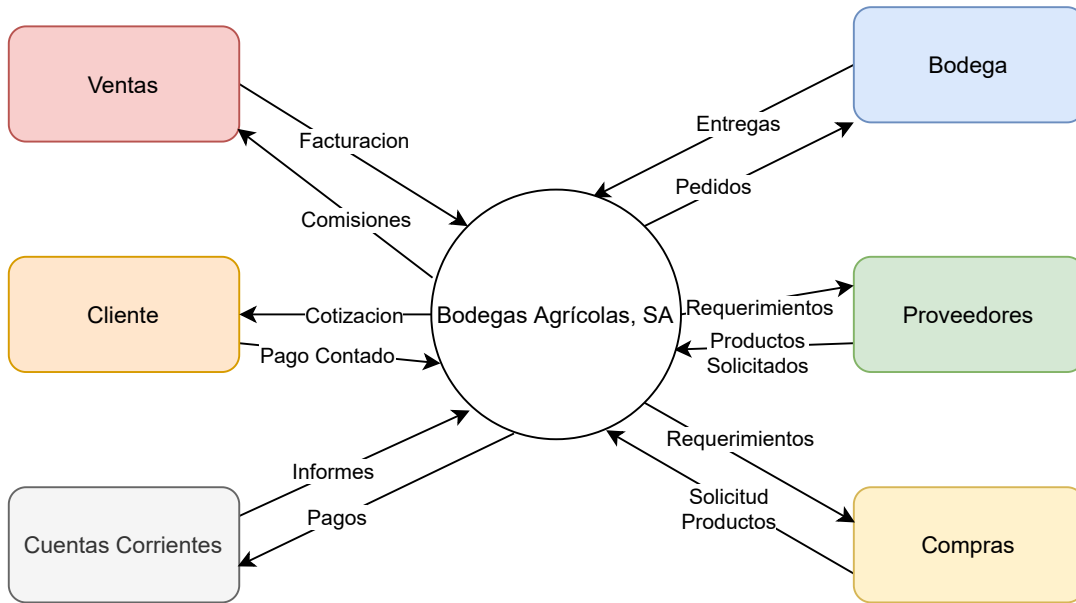 Ventas
Bodega
Facturacion
Entregas
Pedidos
Comisiones
Cliente
Cotizacion
Bodegas Agrícolas, SA
Requerimientos
Proveedores
Pago Contado
Productos
Solicitados
Requerimientos
Informes
Solicitud
Productos
Pagos
Cuentas Corrientes
Compras